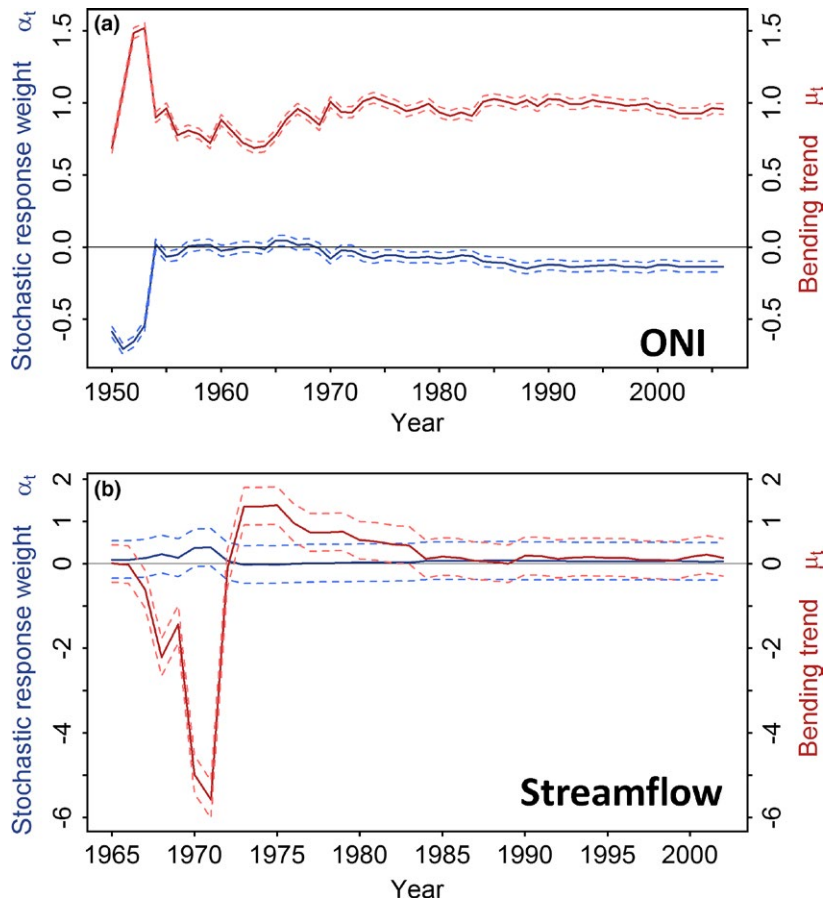 (a)
Stochastic response weight αt
1.5
1.0
0.5
0.0
-0.5
1.5
1.0
0.5
0.0
-0.5
Bending trend μt
ONI
1950 1960 1970 1980 1990 2000
Year
(b)
Stochastic response weight αt
2
1
0
-2
-4
-6
2
1
0
-2
-4
-6
Bending trend μt
Streamflow
1965 1970 1975 1980 1985 1990 1995 2000
Year